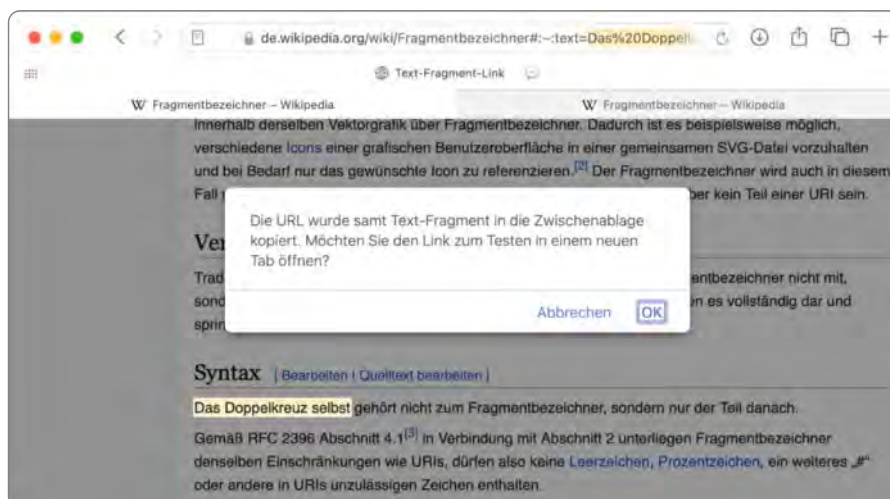 de.wikipedia.org/wiki/Fragmentbezeichner#:~:text=Das%20Doppel
Text-Fragment-Link
W Fragmentbezeichner – Wikipedia
W Fragmentbezeichner – Wikipedia
innerhalb derselben Vektorgrafik über Fragmentbezeichner. Dadurch ist es beispielsweise möglich,
verschiedene Icons einer grafischen Benutzeroberfläche in einer gemeinsamen SVG-Datei vorzuhalten
und bei Bedarf nur das gewünschte Icon zu referenzieren.[2] Der Fragmentbezeichner wird auch in diesem
Fall ber kein Teil einer URI sein.
Die URL wurde samt Text-Fragment in die Zwischenablage
kopiert. Möchten Sie den Link zum Testen in einem neuen
Tab öffnen?
Abbrechen OK
Ver
Trad entbezeichner nicht mit,
sond en es vollständig dar und
sprin
Syntax [ Bearbeiten | Quelltext bearbeiten ]
Das Doppelkreuz selbst gehört nicht zum Fragmentbezeichner, sondern nur der Teil danach.
Gemäß RFC 2396 Abschnitt 4.1[3] in Verbindung mit Abschnitt 2 unterliegen Fragmentbezeichner
denselben Einschränkungen wie URIs, dürfen also keine Leerzeichen, Prozentzeichen, ein weiteres „#“
oder andere in URIs unzulässigen Zeichen enthalten.